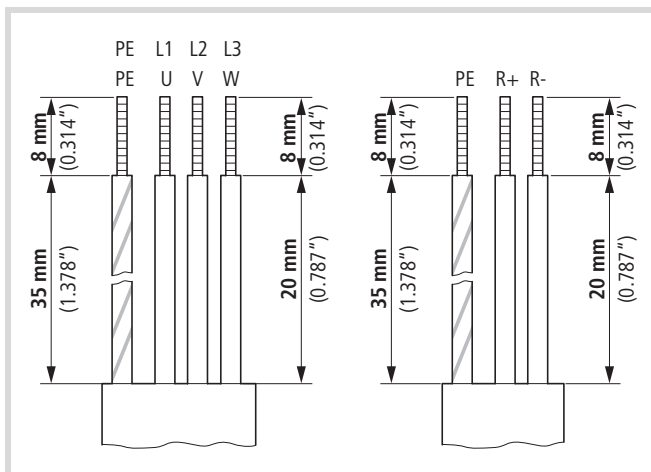 PE L1 L2 L3
PE U V W
PE R+ R-
8 mm
(0.314“)
8 mm
(0.314“)
8 mm
(0.314“)
8 mm
(0.314“)
35 mm
(1.378“)
20 mm
(0.787“)
35 mm
(1.378“)
20 mm
(0.787“)